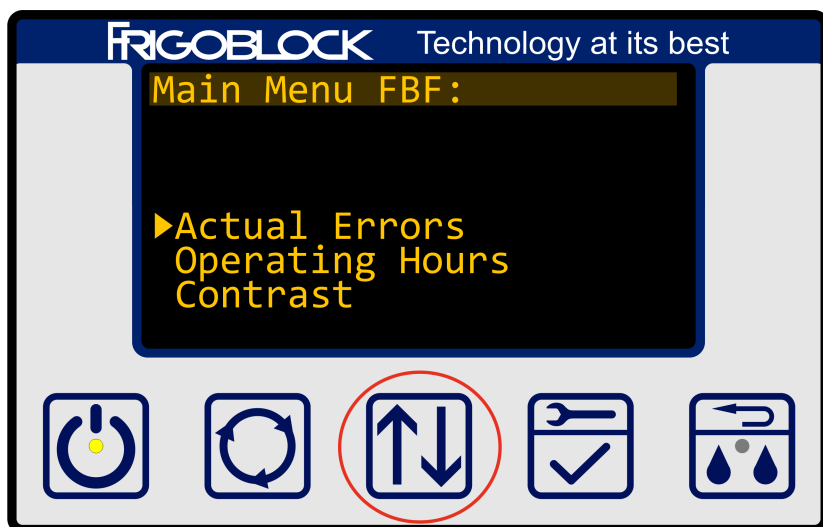 FRIGOBLOCK Technology at its best
Main Menu FBF:
▶Actual Errors
Operating Hours
Contrast